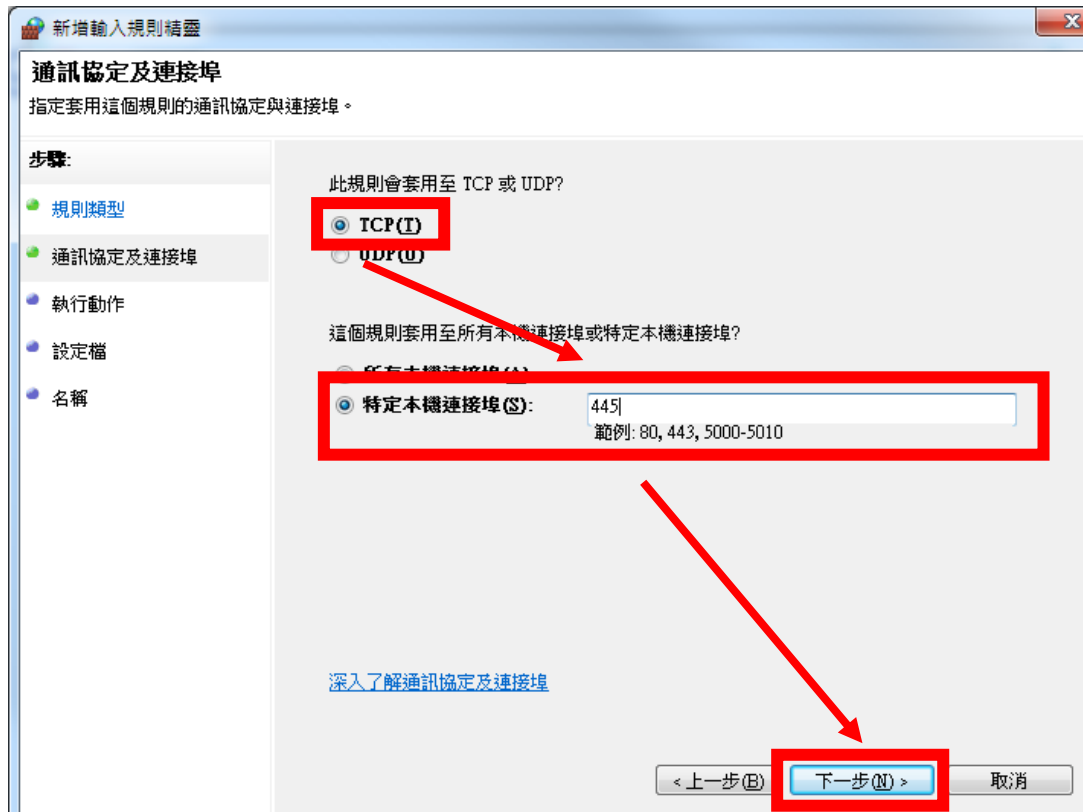 新增輸入規則精靈
通訊協定及連接埠
指定套用這個規則的通訊協定與連接埠。
步驟:
規則類型
通訊協定及連接埠
執行動作
設定檔
名稱
此規則會套用至 TCP 或 UDP?
TCP(T)
UDP(U)
這個規則套用至所有本機連接埠或特定本機連接埠?
所有本機連接埠(A)
特定本機連接埠(S):
445
範例: 80, 443, 5000-5010
深入了解通訊協定及連接埠
<上一步(B)
下一步(N) >
取消